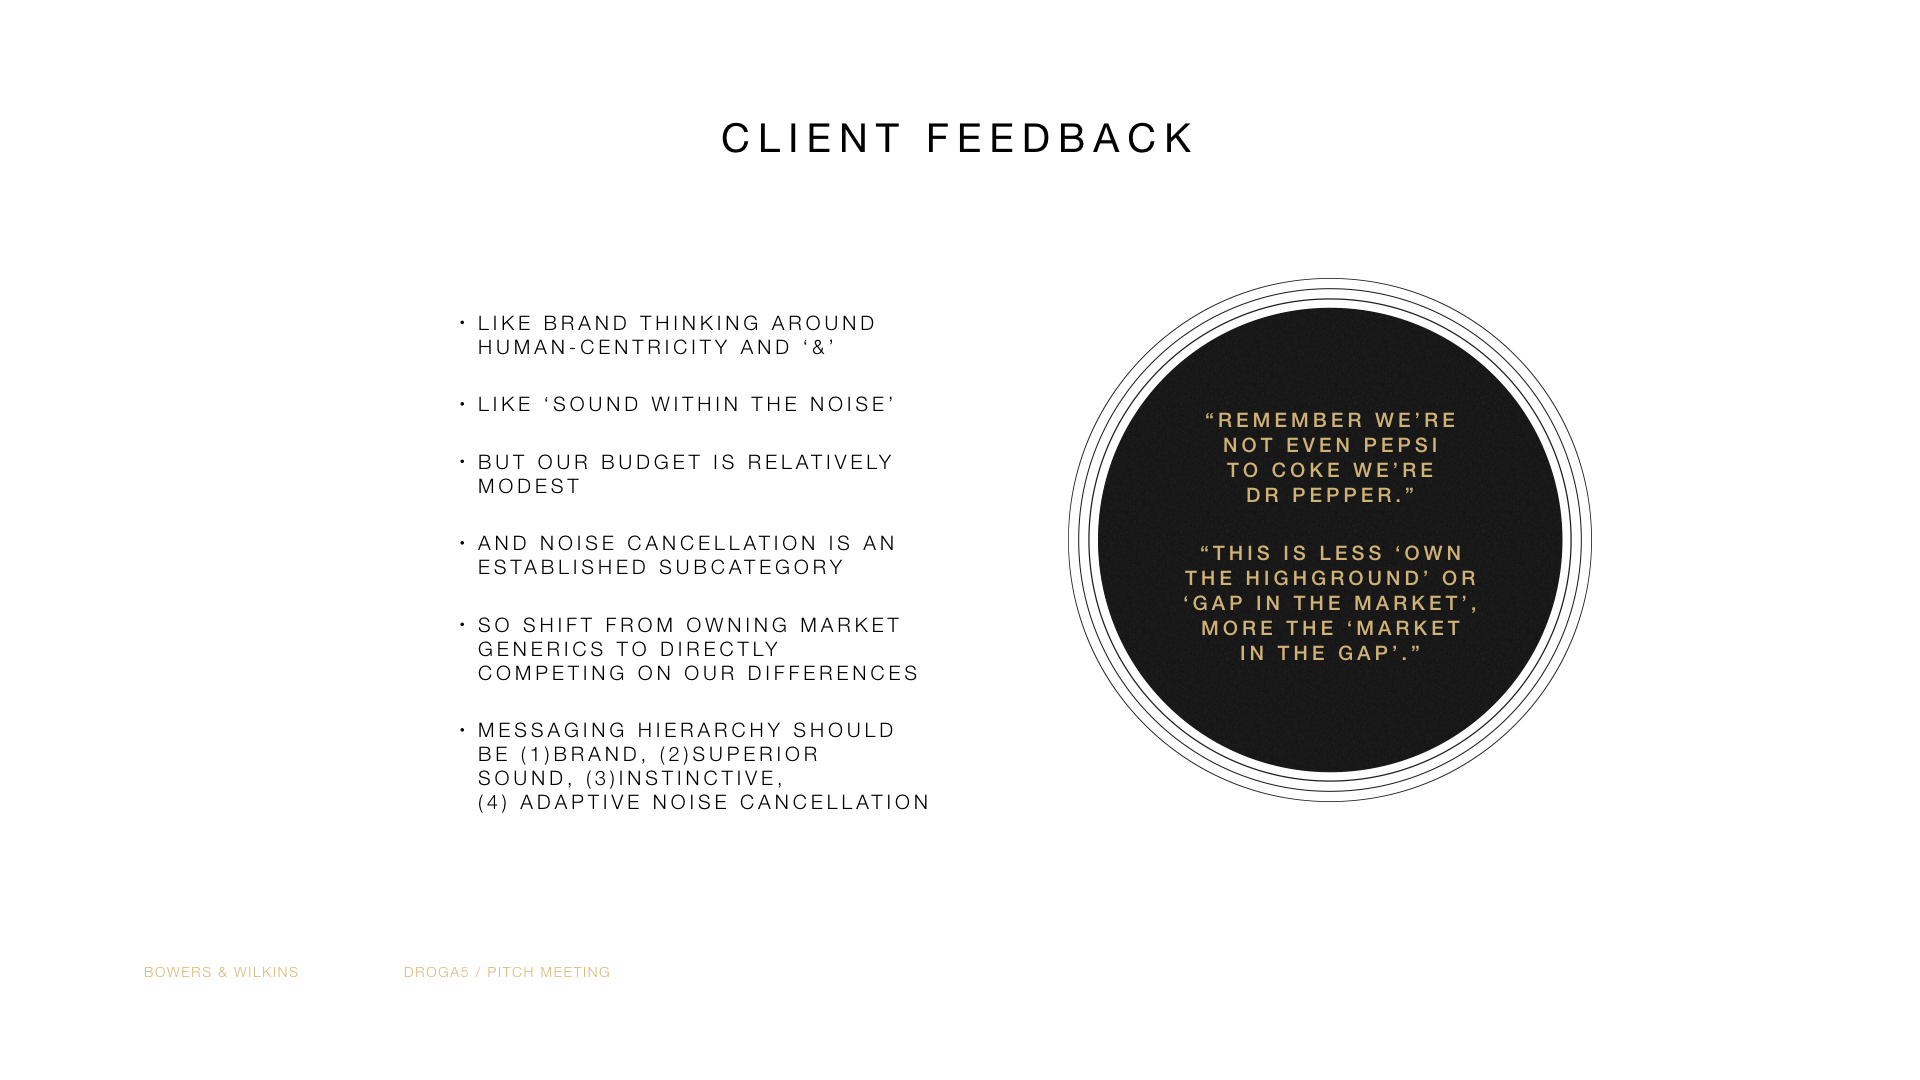 CLIENT FEEDBACK
• LIKE BRAND THINKING AROUND
HUMAN-CENTRICITY AND ‘&’
• LIKE ‘SOUND WITHIN THE NOISE’
• BUT OUR BUDGET IS RELATIVELY
MODEST
• AND NOISE CANCELLATION IS AN
ESTABLISHED SUBCATEGORY
• SO SHIFT FROM OWNING MARKET
GENERICS TO DIRECTLY
COMPETING ON OUR DIFFERENCES
• MESSAGING HIERARCHY SHOULD
BE (1)BRAND, (2)SUPERIOR
SOUND, (3)INSTINCTIVE,
(4) ADAPTIVE NOISE CANCELLATION
“REMEMBER WE’RE
NOT EVEN PEPSI
TO COKE WE’RE
DR PEPPER.”
“THIS IS LESS ‘OWN
THE HIGHGROUND’ OR
‘GAP IN THE MARKET’,
MORE THE ‘MARKET
IN THE GAP’.”
BOWERS & WILKINS
DROGA5 / PITCH MEETING